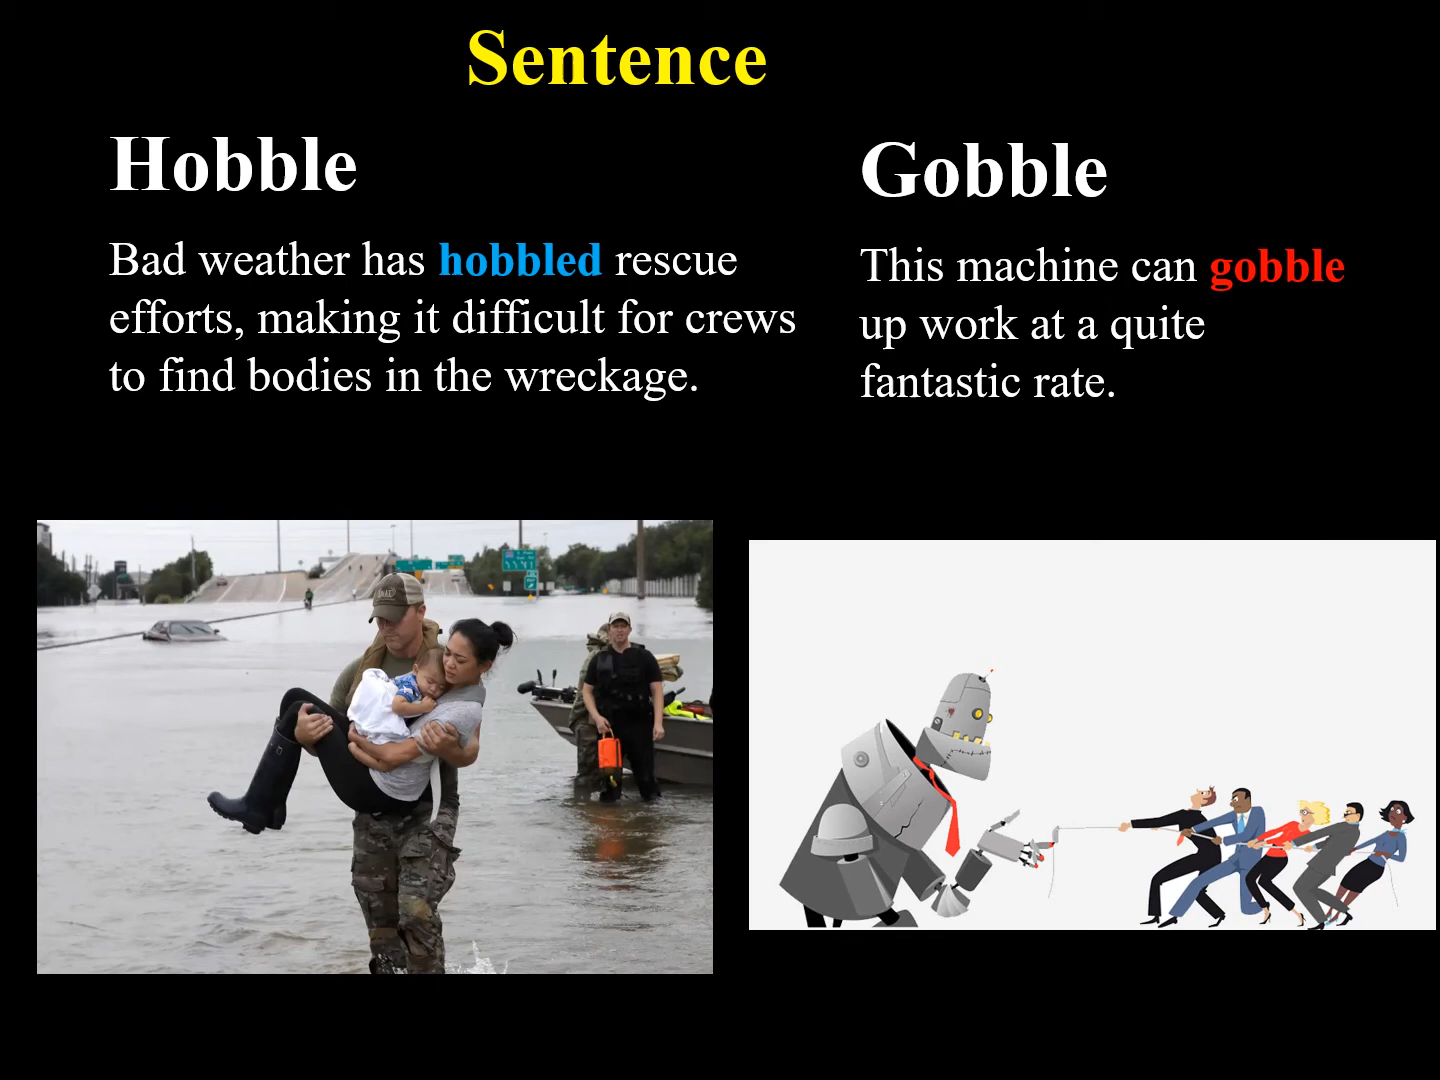 Sentence
Hobble
Bad weather has hobbled rescue
efforts, making it difficult for crews
to find bodies in the wreckage.
Gobble
This machine can gobble
up work at a quite
fantastic rate.